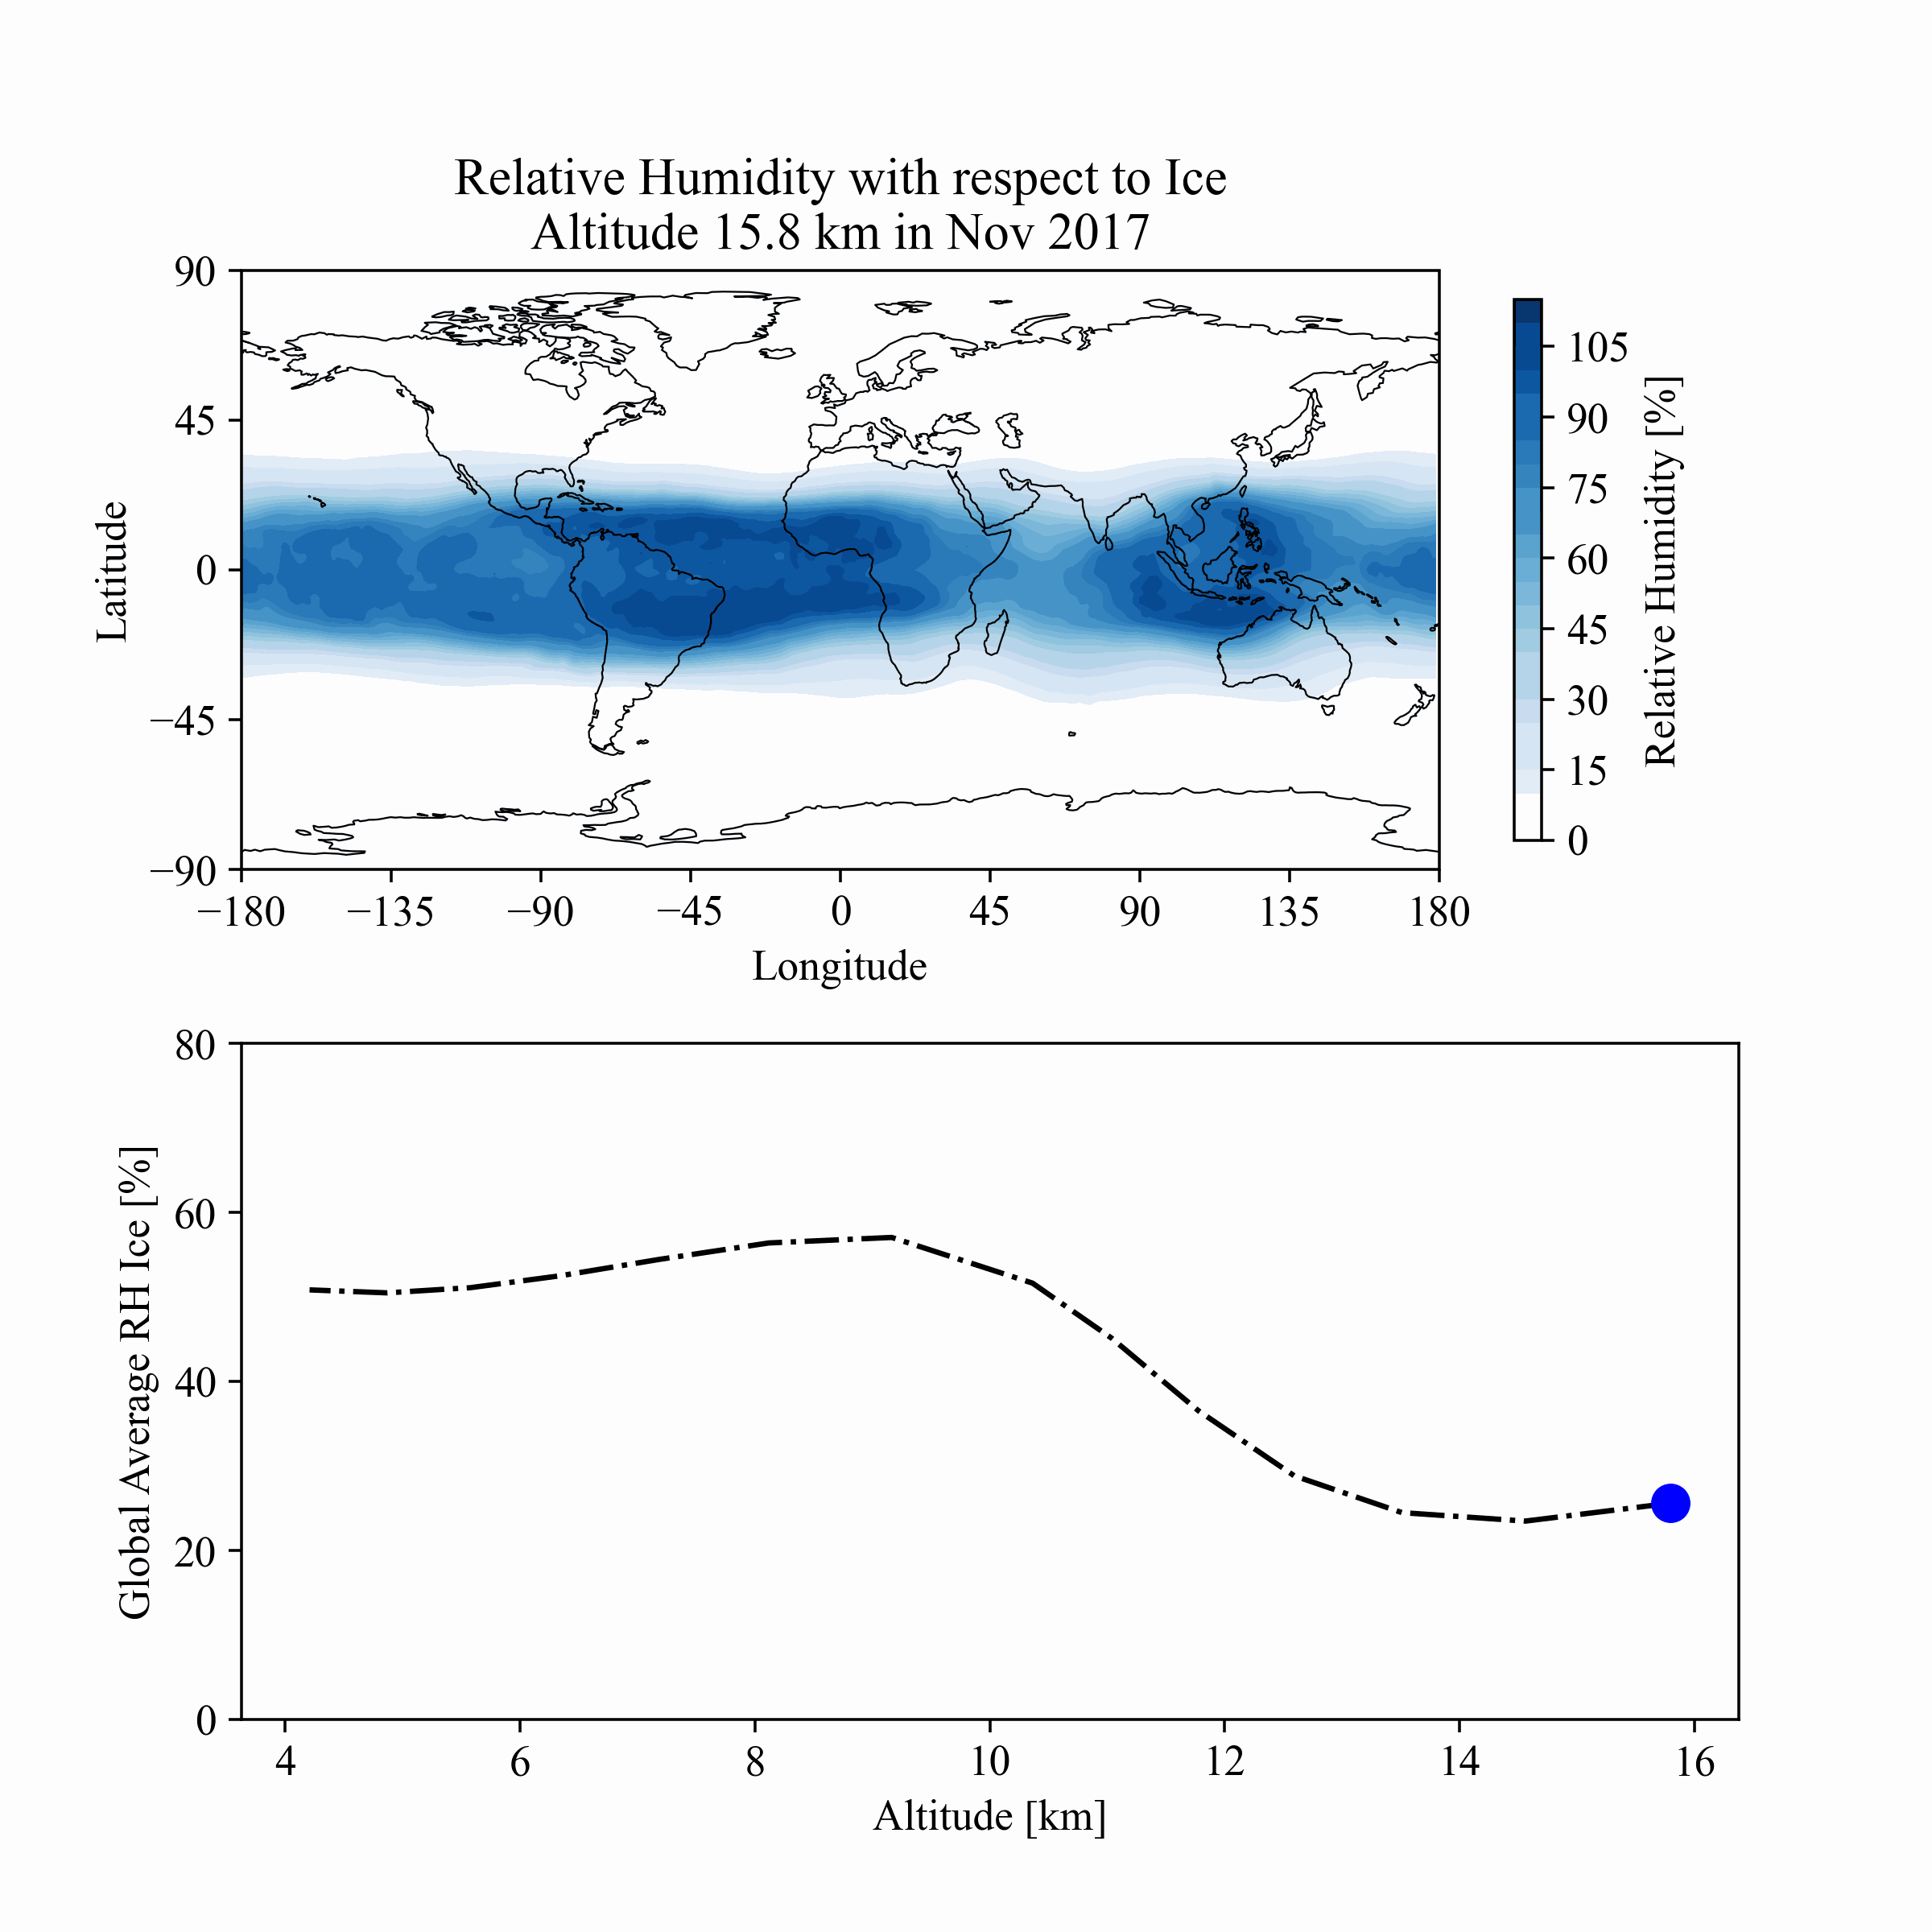 Relative Humidity with respect to Ice
Altitude 15.8 km in Nov 2017
90
45
0
−45
−90
Latitude
−180 −135 −90 −45 0 45 90 135 180
Longitude
105
90
75
60
45
30
15
0
Relative Humidity [%]
80
60
40
20
0
Global Average RH Ice [%]
4 6 8 10 12 14 16
Altitude [km]